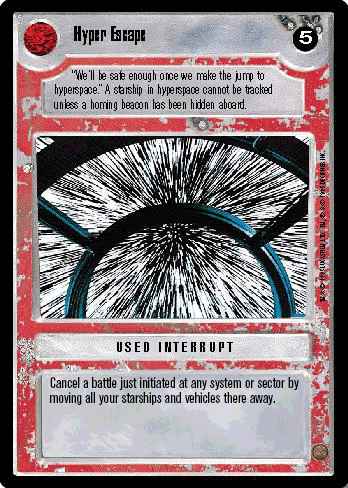 Hyper Escape
5
"We'll be safe enough once we make the jump to
hyperspace." A starship in hyperspace cannot be tracked
unless a homing beacon has been hidden aboard.
USED INTERRUPT
Cancel a battle just initiated at any system or sector by
moving all your starships and vehicles there away.